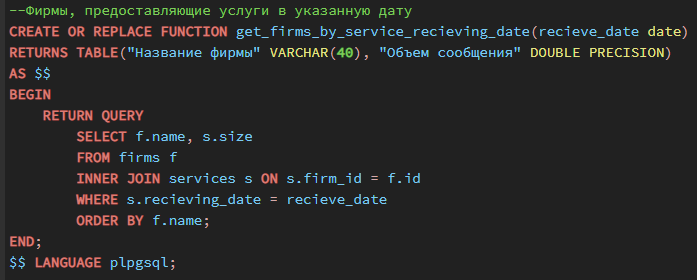 --Фирмы, предоставляющие услуги в указанную дату
CREATE OR REPLACE FUNCTION get_firms_by_service_recieving_date(recieve_date date)
RETURNS TABLE("Название фирмы" VARCHAR(40), "Объем сообщения" DOUBLE PRECISION)
AS $$
BEGIN
    RETURN QUERY
        SELECT f.name, s.size
        FROM firms f
        INNER JOIN services s ON s.firm_id = f.id
        WHERE s.recieving_date = recieve_date
        ORDER BY f.name;
END;
$$ LANGUAGE plpgsql;